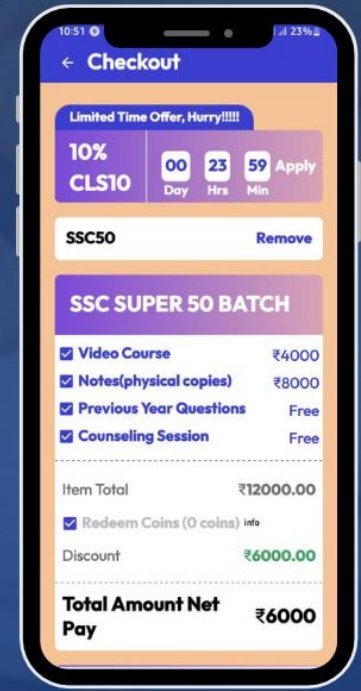 10:51
23%
← Checkout
Limited Time Offer, Hurry!!!!!
10%
CLS10
00 23 59 Apply
Day Hrs Min
SSC50 Remove
SSC SUPER 50 BATCH
Video Course ₹4000
Notes(physical copies) ₹8000
Previous Year Questions Free
Counseling Session Free
Item Total ₹12000.00
Redeem Coins (0 coins) info
Discount ₹6000.00
Total Amount Net
Pay ₹6000